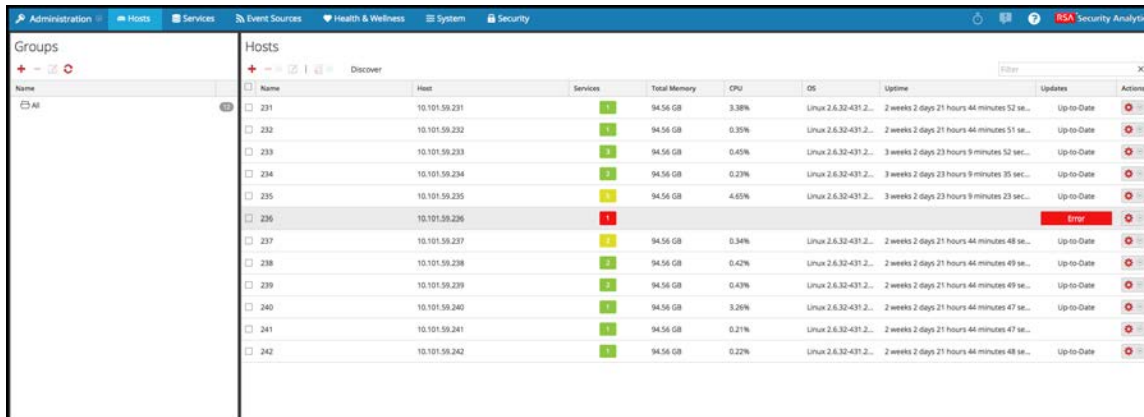 Administration Hosts Services Event Sources Health & Wellness System Security RSA Security Analytic
Groups
Hosts
Discover
Filter
Name
Name Host Services Total Memory CPU OS Uptime Updates Actions
All 12
231 10.101.59.231 1 94.56 GB 3.38% Linux 2.6.32-431.2... 2 weeks 2 days 21 hours 44 minutes 52 se... Up-to-Date
232 10.101.59.232 1 94.56 GB 0.35% Linux 2.6.32-431.2... 2 weeks 2 days 21 hours 44 minutes 51 se... Up-to-Date
233 10.101.59.233 3 94.56 GB 0.45% Linux 2.6.32-431.2... 3 weeks 2 days 23 hours 9 minutes 52 sec... Up-to-Date
234 10.101.59.234 2 94.56 GB 0.23% Linux 2.6.32-431.2... 3 weeks 2 days 23 hours 9 minutes 35 sec... Up-to-Date
235 10.101.59.235 94.56 GB 4.65% Linux 2.6.32-431.2... 3 weeks 2 days 23 hours 9 minutes 23 sec... Up-to-Date
236 10.101.59.236 1 Error
237 10.101.59.237 2 94.56 GB 0.34% Linux 2.6.32-431.2... 2 weeks 2 days 21 hours 44 minutes 48 se... Up-to-Date
238 10.101.59.238 2 94.56 GB 0.42% Linux 2.6.32-431.2... 2 weeks 2 days 21 hours 44 minutes 49 se... Up-to-Date
239 10.101.59.239 2 94.56 GB 0.43% Linux 2.6.32-431.2... 2 weeks 2 days 21 hours 44 minutes 49 se... Up-to-Date
240 10.101.59.240 1 94.56 GB 3.26% Linux 2.6.32-431.2... 2 weeks 2 days 21 hours 44 minutes 47 se... Up-to-Date
241 10.101.59.241 1 94.56 GB 0.21% Linux 2.6.32-431.2... 2 weeks 2 days 21 hours 44 minutes 47 se...
242 10.101.59.242 1 94.56 GB 0.22% Linux 2.6.32-431.2... 2 weeks 2 days 21 hours 44 minutes 48 se... Up-to-Date